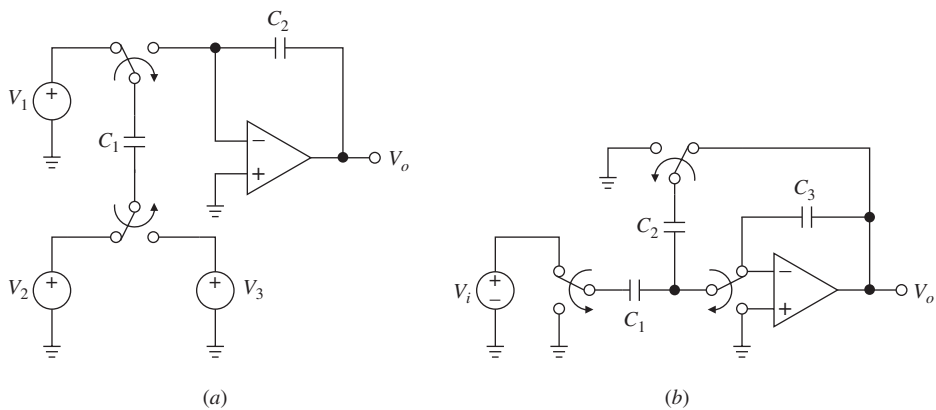 C2
V1
+
C1
−
+
Vo
V2
+
+
V3
(a)
C3
C2
Vi
+
−
C1
−
+
Vo
(b)